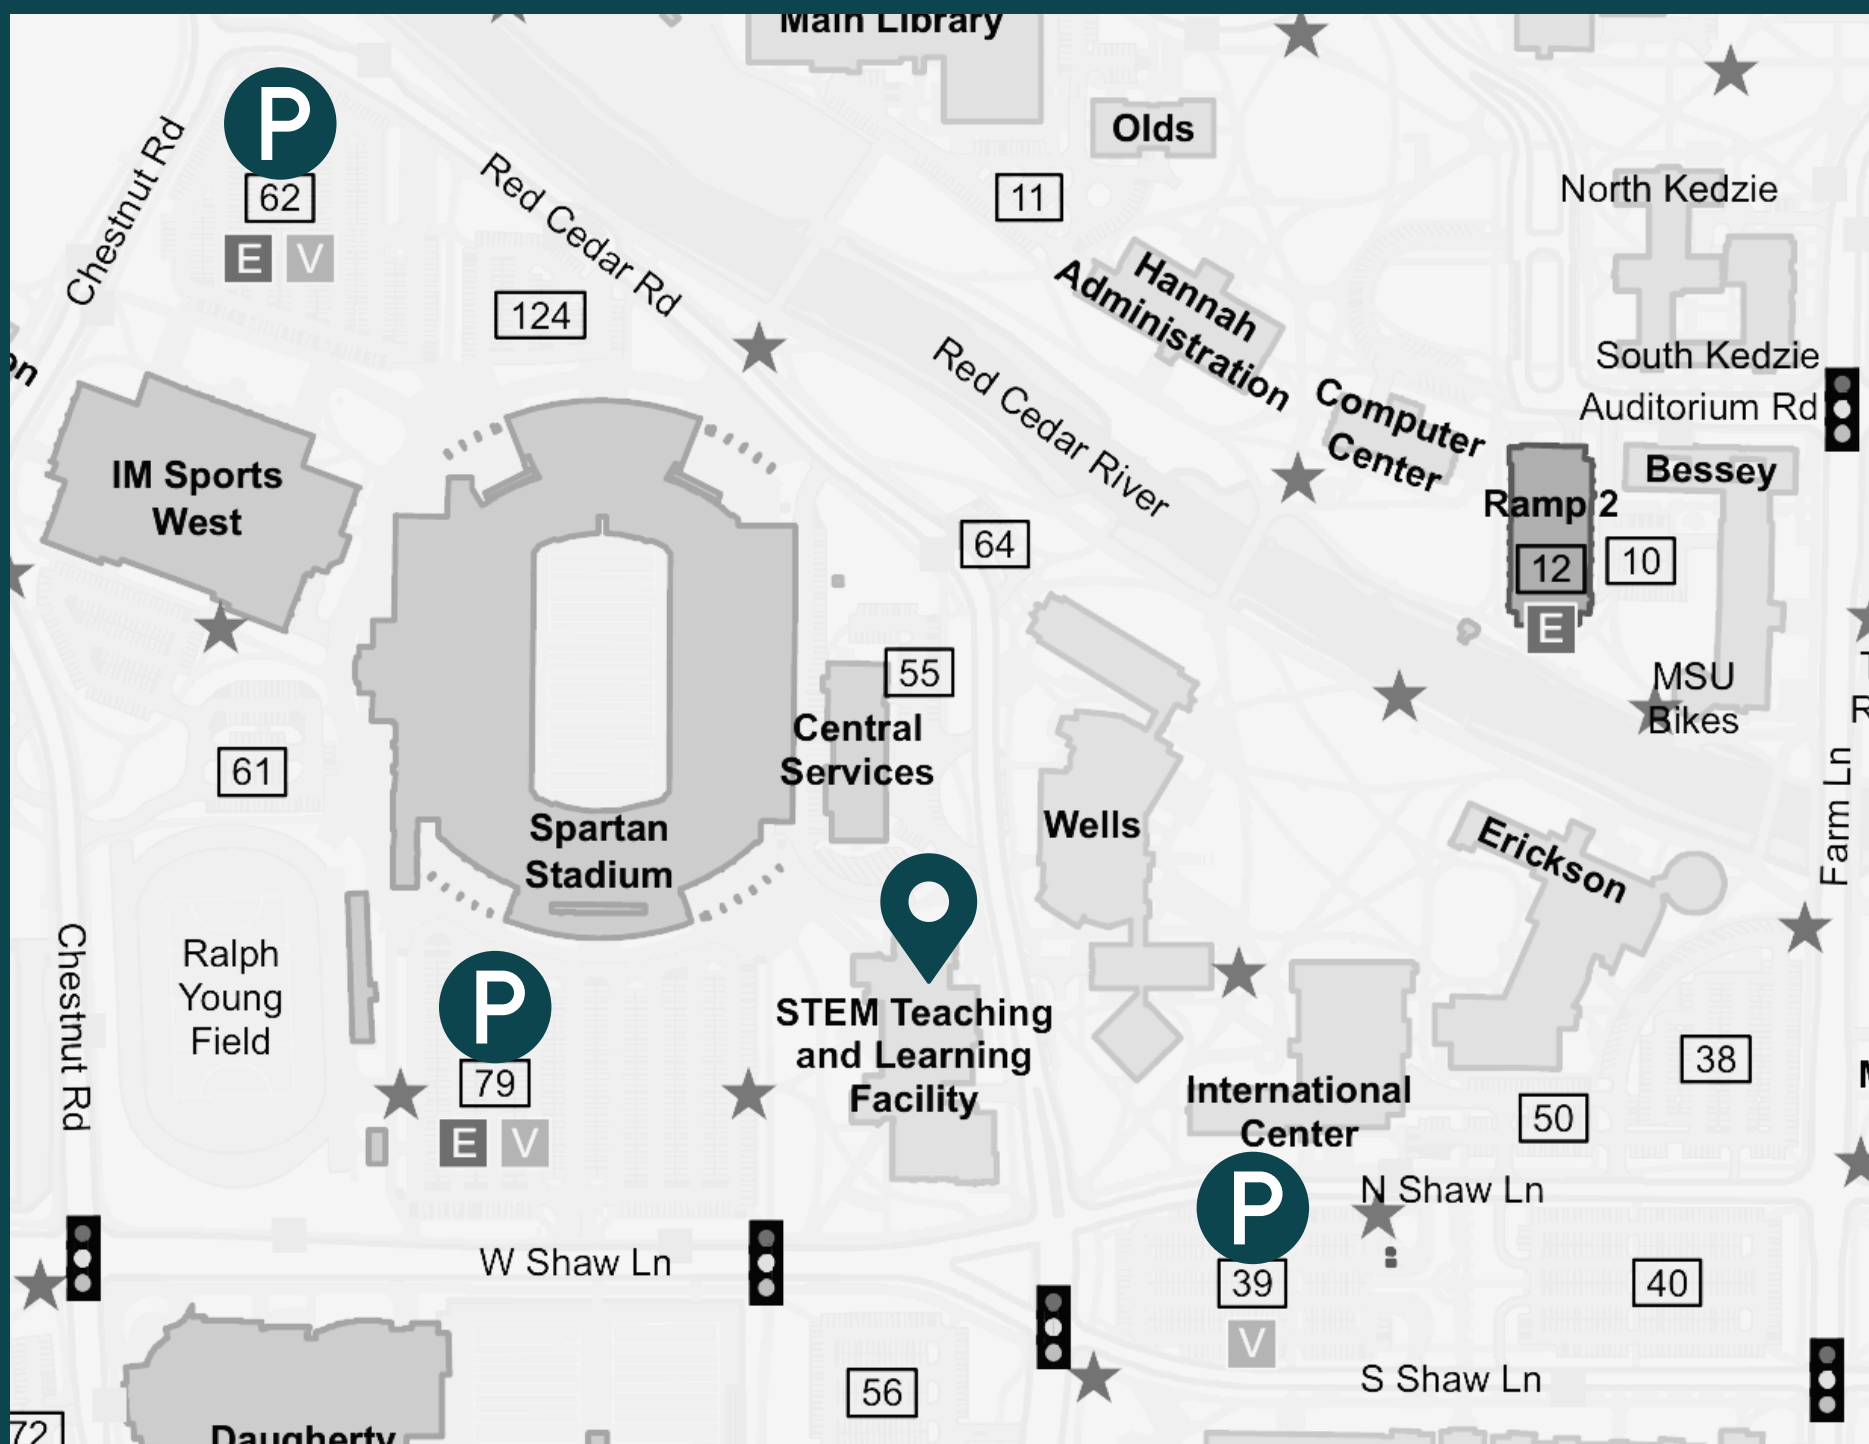 Main Library
P
62
E V
Chestnut Rd
Red Cedar Rd
124
11
Olds
North Kedzie
South Kedzie
Auditorium Rd
Hannah
Administration
Computer
Center
Red Cedar River
Bessey
Ramp 2
12
10
E
IM Sports
West
64
55
Central
Services
61
MSU
Bikes
Farm Ln
Wells
Erickson
Spartan
Stadium
Ralph
Young
Field
Chestnut Rd
P
79
E V
STEM Teaching
and Learning
Facility
International
Center
38
50
P
39
V
N Shaw Ln
40
W Shaw Ln
S Shaw Ln
56
72
Daugherty